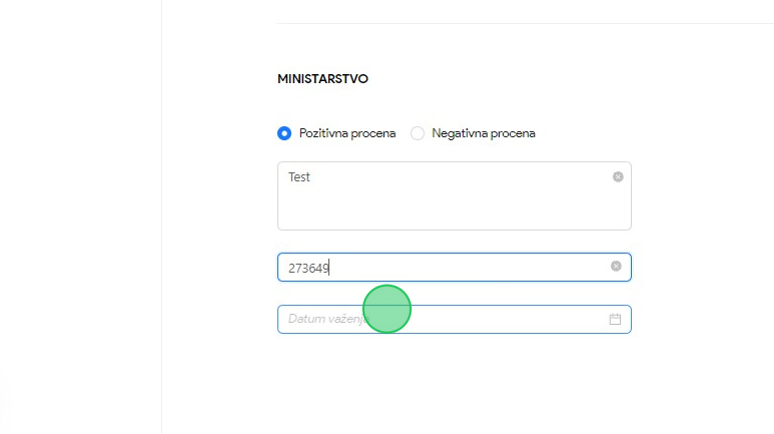 MINISTARSTVO
Pozitivna procena Negativna procena
Test
273649
Datum važenja